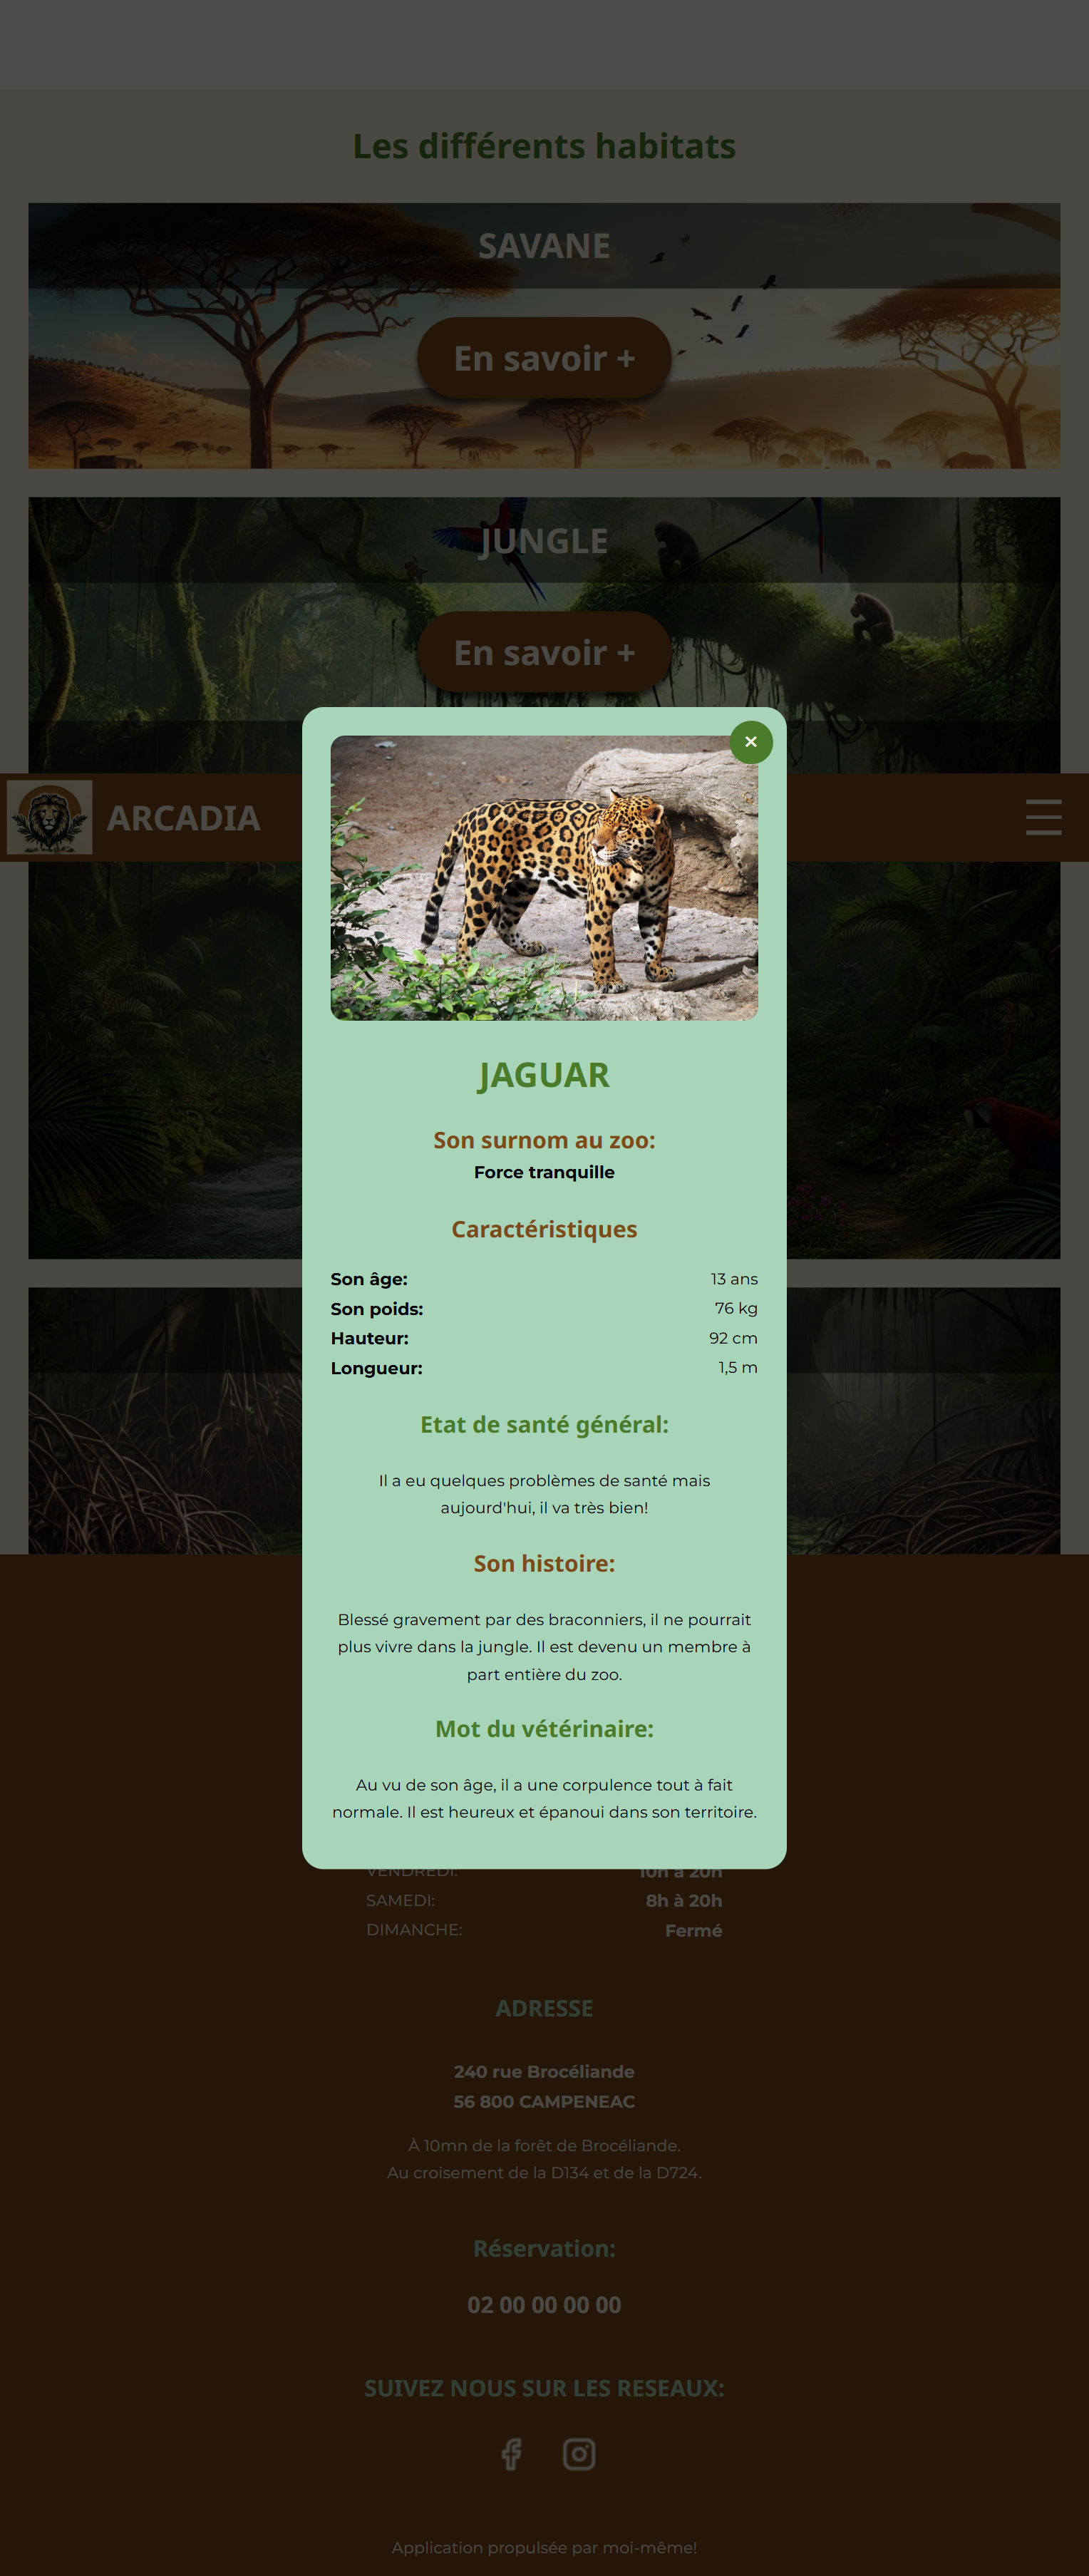 Les différents habitats
SAVANE
En savoir +
JUNGLE
En savoir +
×
ARCADIA
JAGUAR
Son surnom au zoo:
Force tranquille
Caractéristiques
Son âge: 13 ans
Son poids: 76 kg
Hauteur: 92 cm
Longueur: 1,5 m
Etat de santé général:
Il a eu quelques problèmes de santé mais
aujourd'hui, il va très bien!
Son histoire:
Blessé gravement par des braconniers, il ne pourrait
plus vivre dans la jungle. Il est devenu un membre à
part entière du zoo.
Mot du vétérinaire:
Au vu de son âge, il a une corpulence tout à fait
normale. Il est heureux et épanoui dans son territoire.
VENDREDI: 10h à 20h
SAMEDI: 8h à 20h
DIMANCHE: Fermé
ADRESSE
240 rue Brocéliande
56 800 CAMPENEAC
À 10mn de la forêt de Brocéliande.
Au croisement de la D134 et de la D724.
Réservation:
02 00 00 00 00
SUIVEZ NOUS SUR LES RESEAUX:
Application propulsée par moi-même!